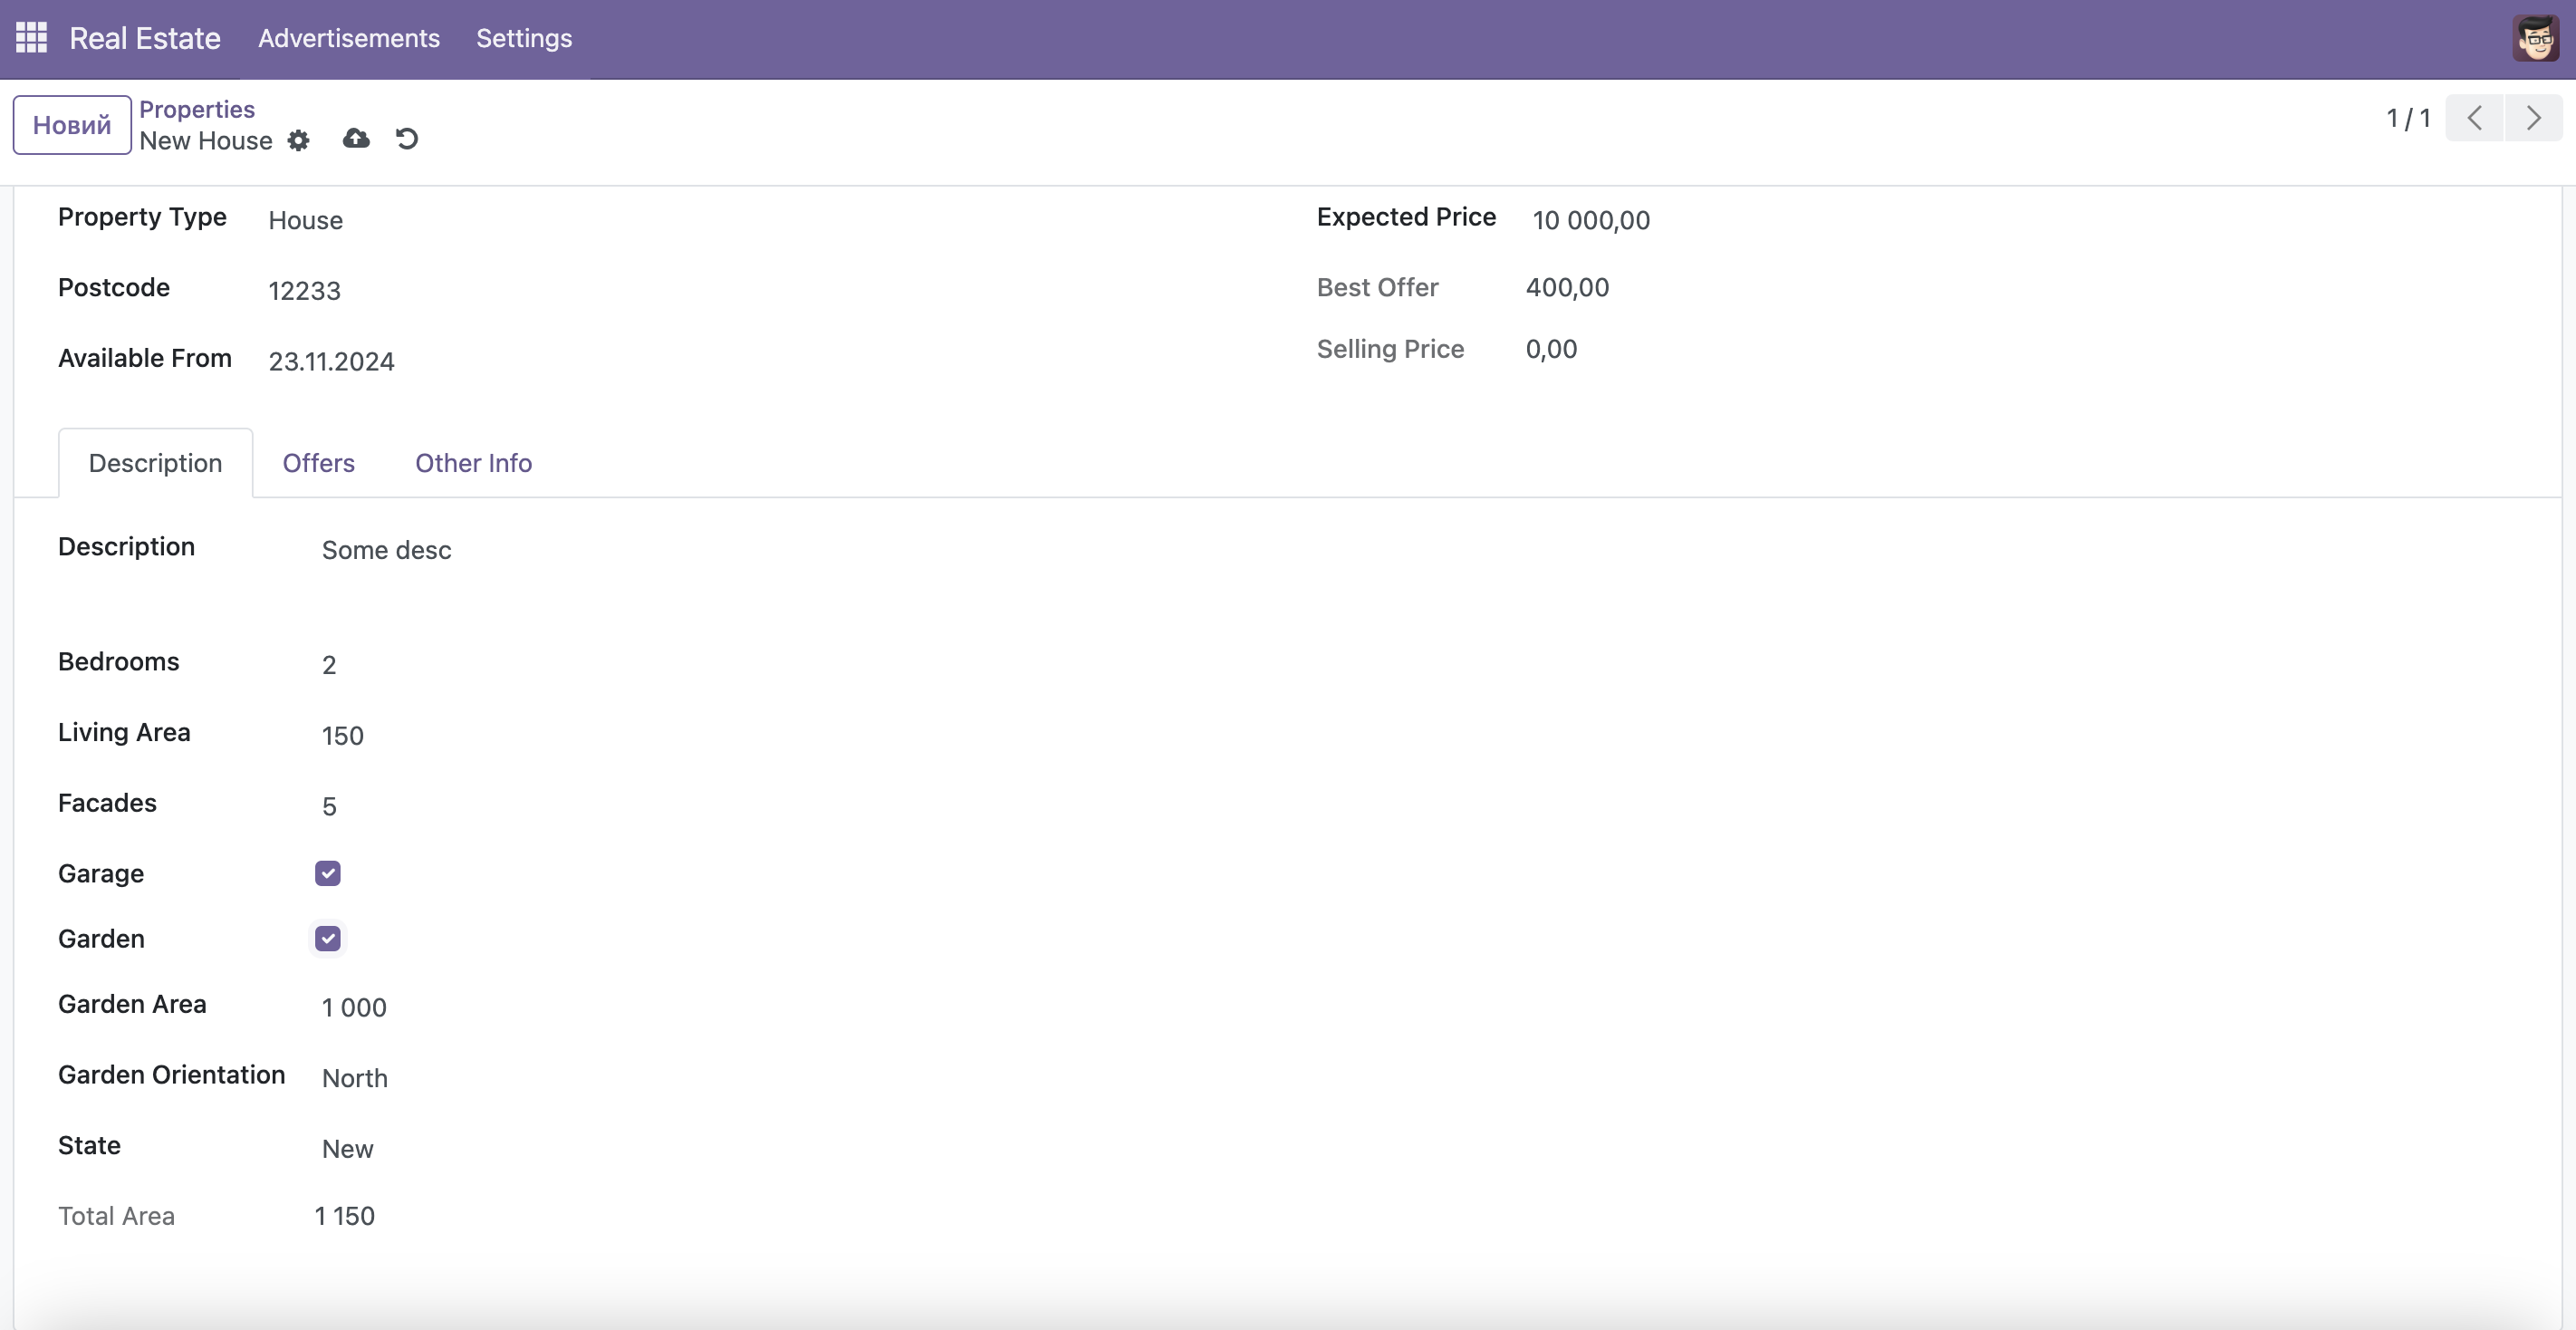 Real Estate Advertisements Settings
Новий
Properties
New House
1 / 1
Property Type House
Expected Price 10 000,00
Postcode 12233
Best Offer 400,00
Available From 23.11.2024
Selling Price 0,00
Description Offers Other Info
Description Some desc
Bedrooms 2
Living Area 150
Facades 5
Garage
Garden
Garden Area 1 000
Garden Orientation North
State New
Total Area 1 150